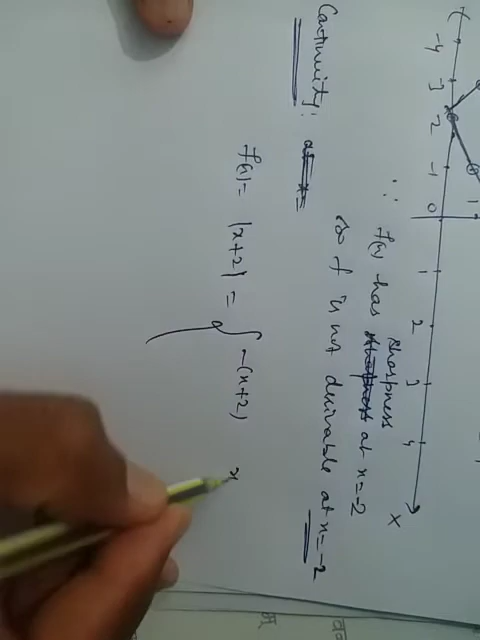 -4 -3 2 -1 0 1 2 3 4 X
1
∵ f(x) has sharpness at x=-2
So f is not derivable at x=-2
Continuity:
f(x)= |x+2| = { -(x+2) x